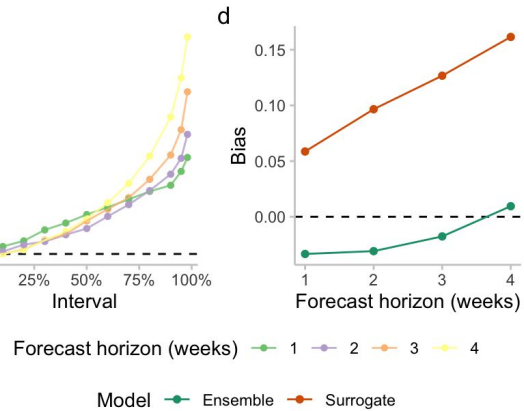 d
0.15
0.10
0.05
0.00
Bias
25% 50% 75% 100%
Interval
1 2 3 4
Forecast horizon (weeks)
Forecast horizon (weeks) 1 2 3 4
Model Ensemble Surrogate